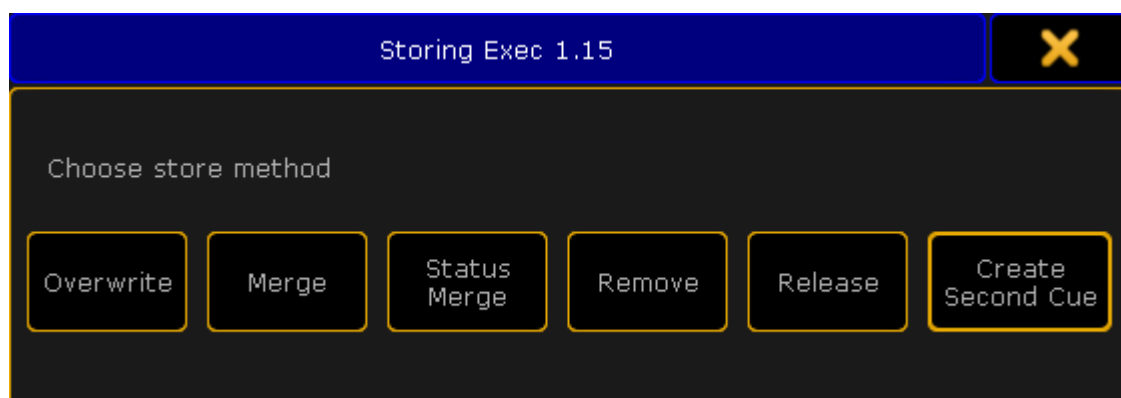 Storing Exec 1.15
Choose store method
Overwrite
Merge
Status
Merge
Remove
Release
Create
Second Cue